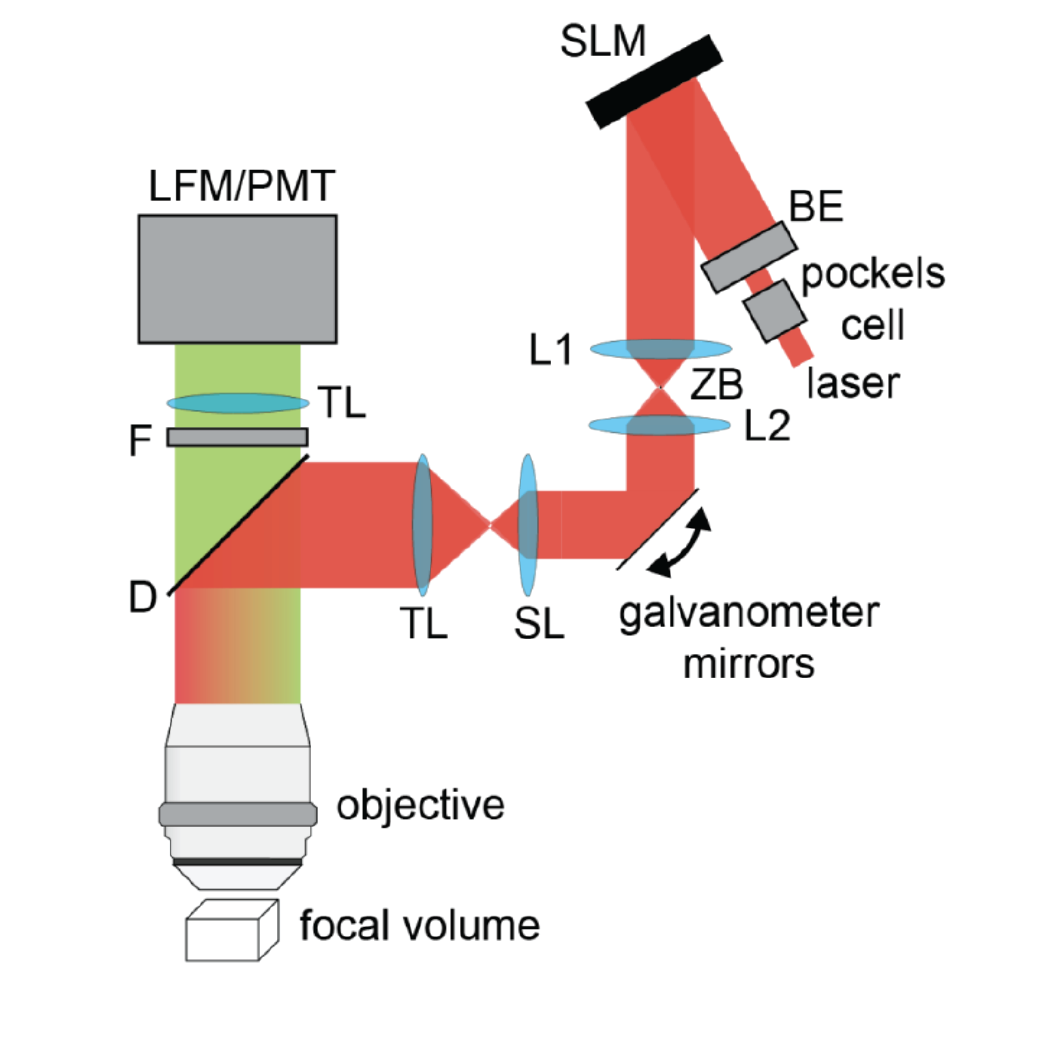 SLM
LFM/PMT
BE
pockels
cell
L1
ZB
laser
TL
L2
F
D
TL
SL
galvanometer
mirrors
objective
focal volume